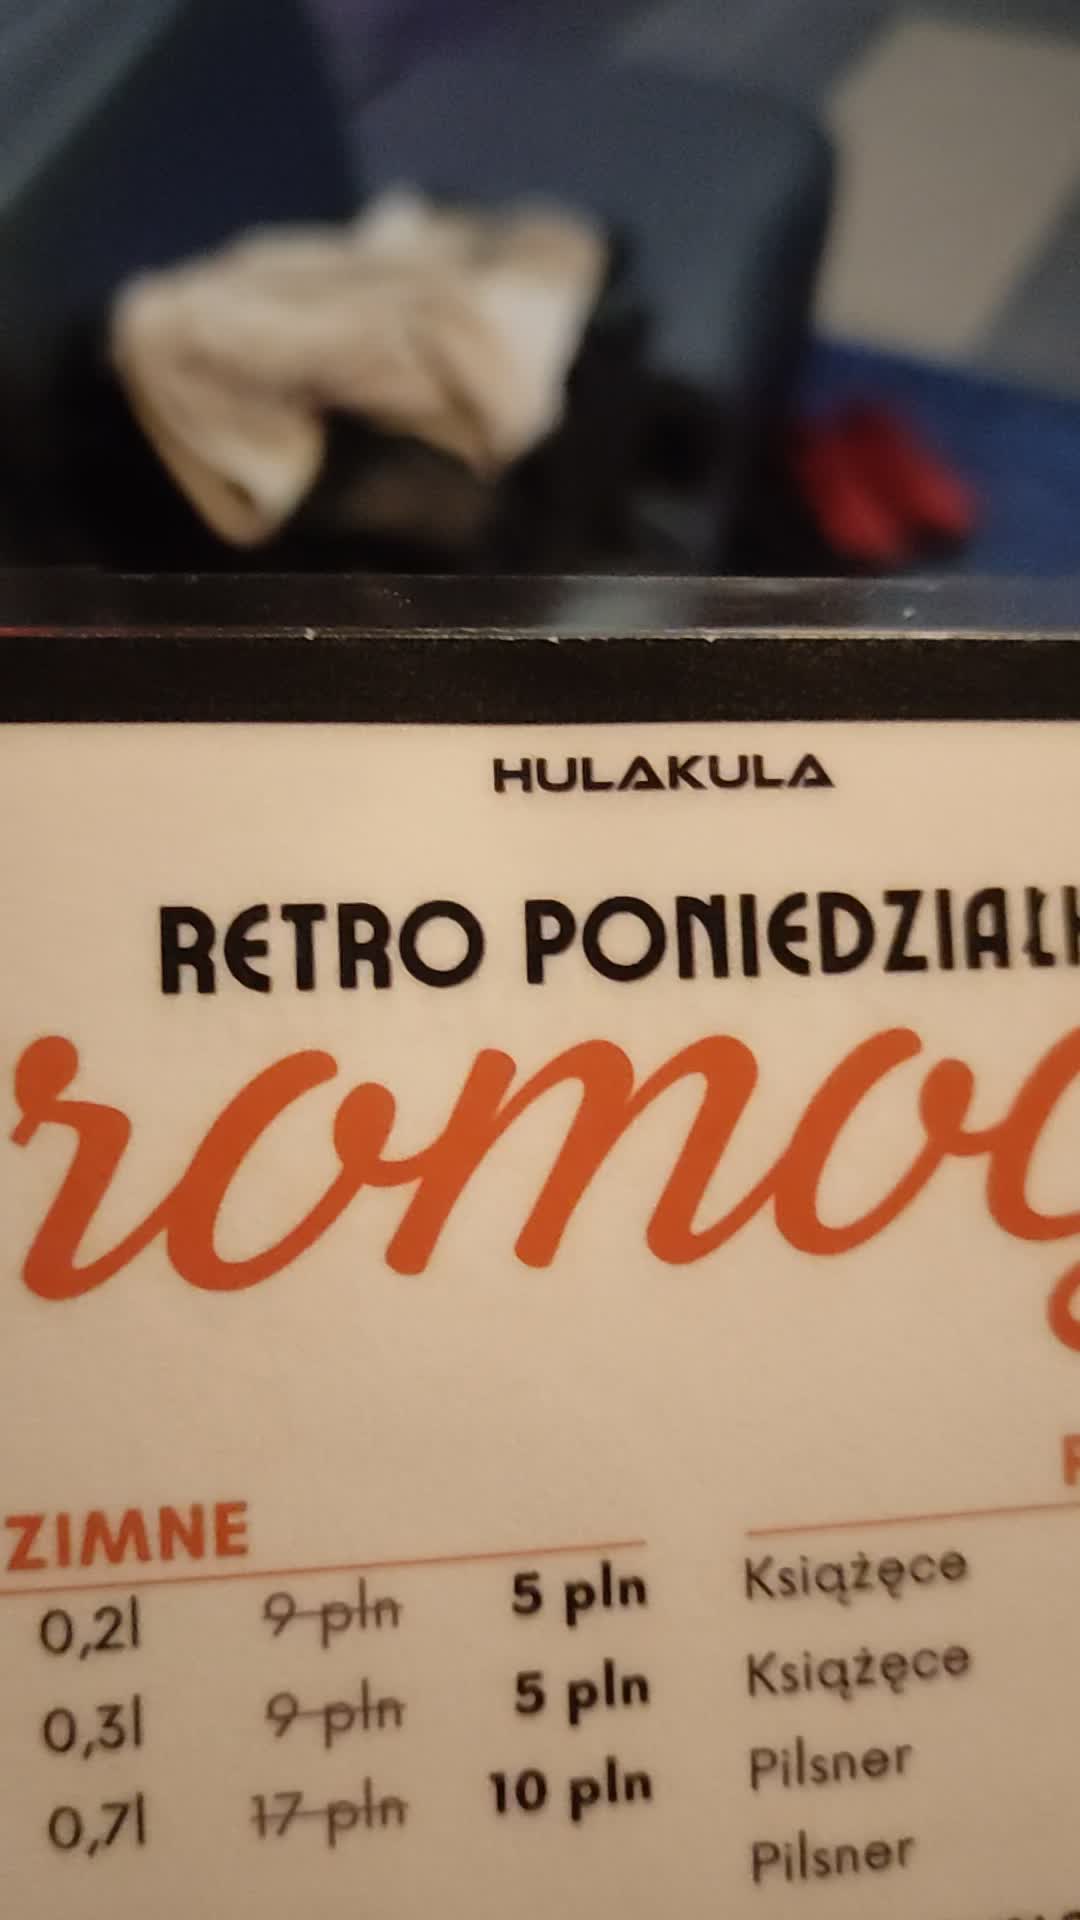 HULAKULA
RETRO PONIEDZIAŁK
romo
ZIMNE
0,2l 9 pln 5 pln
0,3l 9 pln 5 pln
0,7l 17 pln 10 pln
Książęce
Książęce
Pilsner
Pilsner